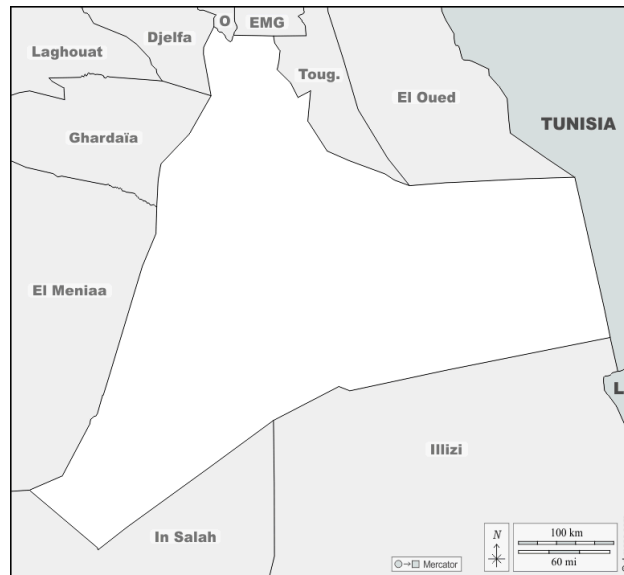 O
EMG
Djelfa
Laghouat
Toug.
El Oued
TUNISIA
Ghardaïa
El Meniaa
L
Illizi
In Salah
N
100 km
60 mi
Mercator